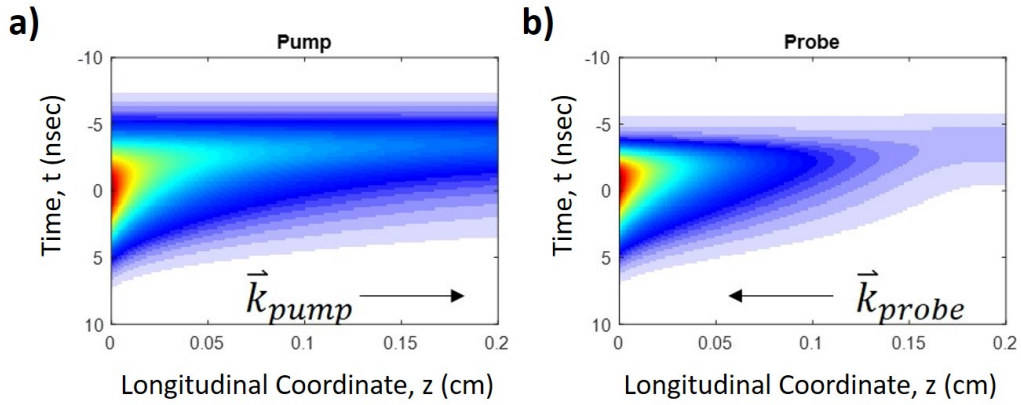 a)
Pump
-10
-5
0
5
10
Time, t (nsec)
k pump
0
0.05
0.1
0.15
0.2
Longitudinal Coordinate, z (cm)
b)
Probe
-10
-5
0
5
10
Time, t (nsec)
k probe
0
0.05
0.1
0.15
0.2
Longitudinal Coordinate, z (cm)